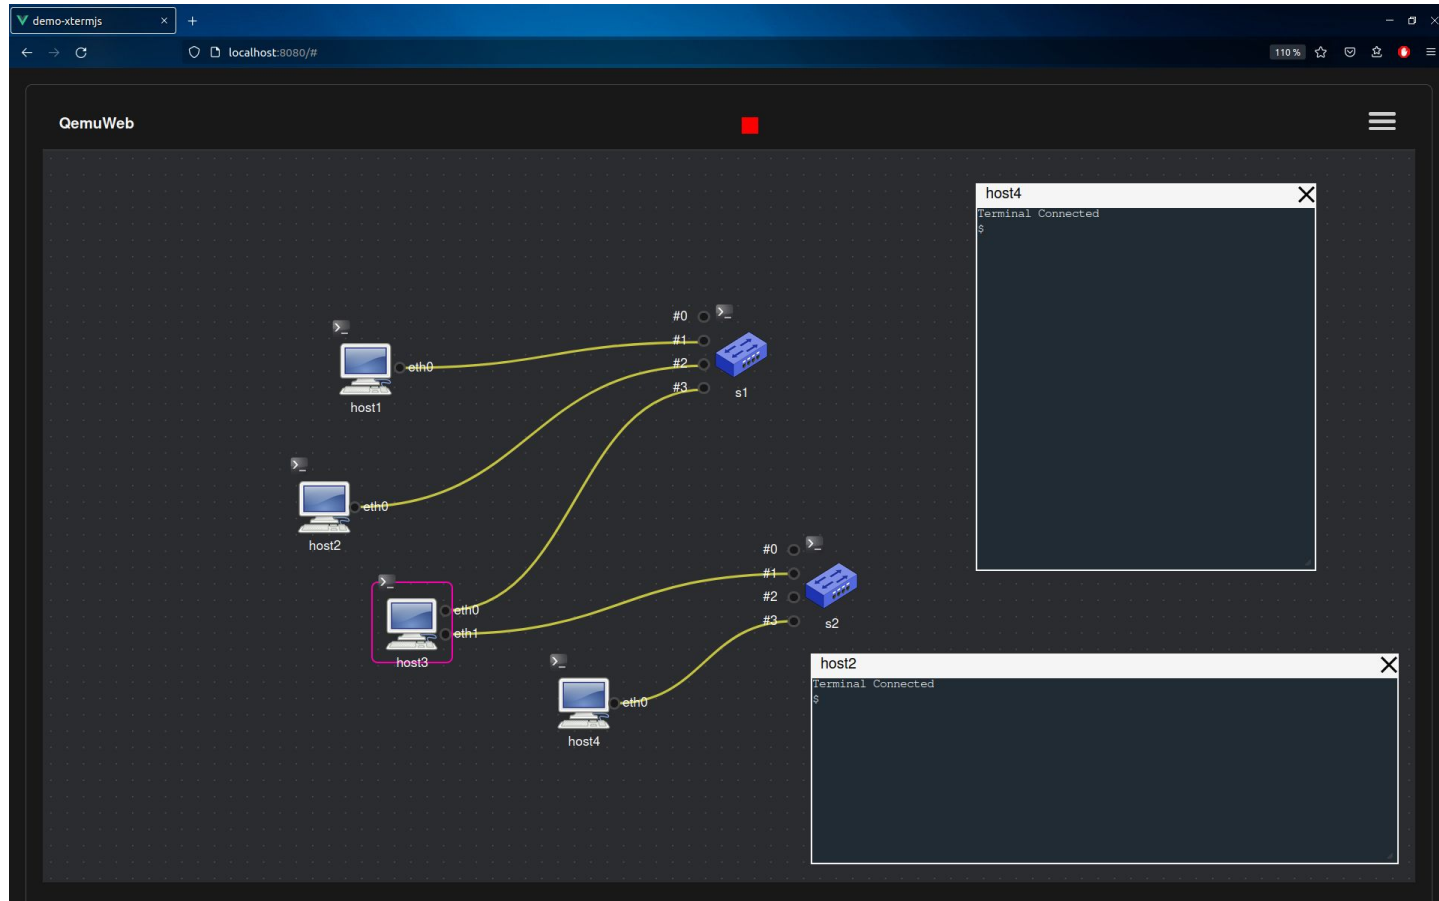 demo-xtermjs
localhost:8080/#
110 %
QemuWeb
host4
Terminal Connected
$
#0
#1
#2
#3
s1
eth0
host1
eth0
host2
#0
#1
#2
#3
s2
eth0
eth1
host3
eth0
host4
host2
Terminal Connected
$